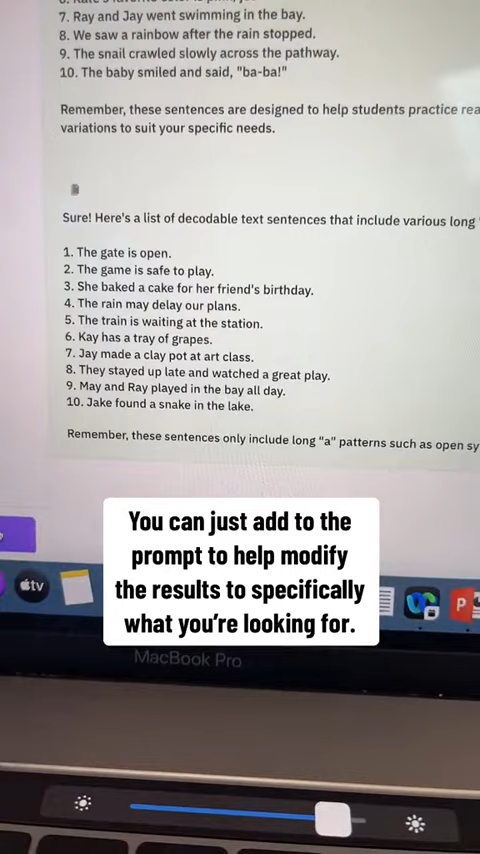 7. Ray and Jay went swimming in the bay.
8. We saw a rainbow after the rain stopped.
9. The snail crawled slowly across the pathway.
10. The baby smiled and said, "ba-ba!"
Remember, these sentences are designed to help students practice
variations to suit your specific needs.
Sure! Here's a list of decodable text sentences that include various long
1. The gate is open.
2. The game is safe to play.
3. She baked a cake for her friend's birthday.
4. The rain may delay our plans.
5. The train is waiting at the station.
6. Kay has a tray of grapes.
7. Jay made a clay pot at art class.
8. They stayed up late and watched a great play.
9. May and Ray played in the bay all day.
10. Jake found a snake in the lake.
Remember, these sentences only include long "a" patterns such as open
You can just add to the
prompt to help modify
the results to specifically
what you're looking for.
tv
P
MacBook Pro